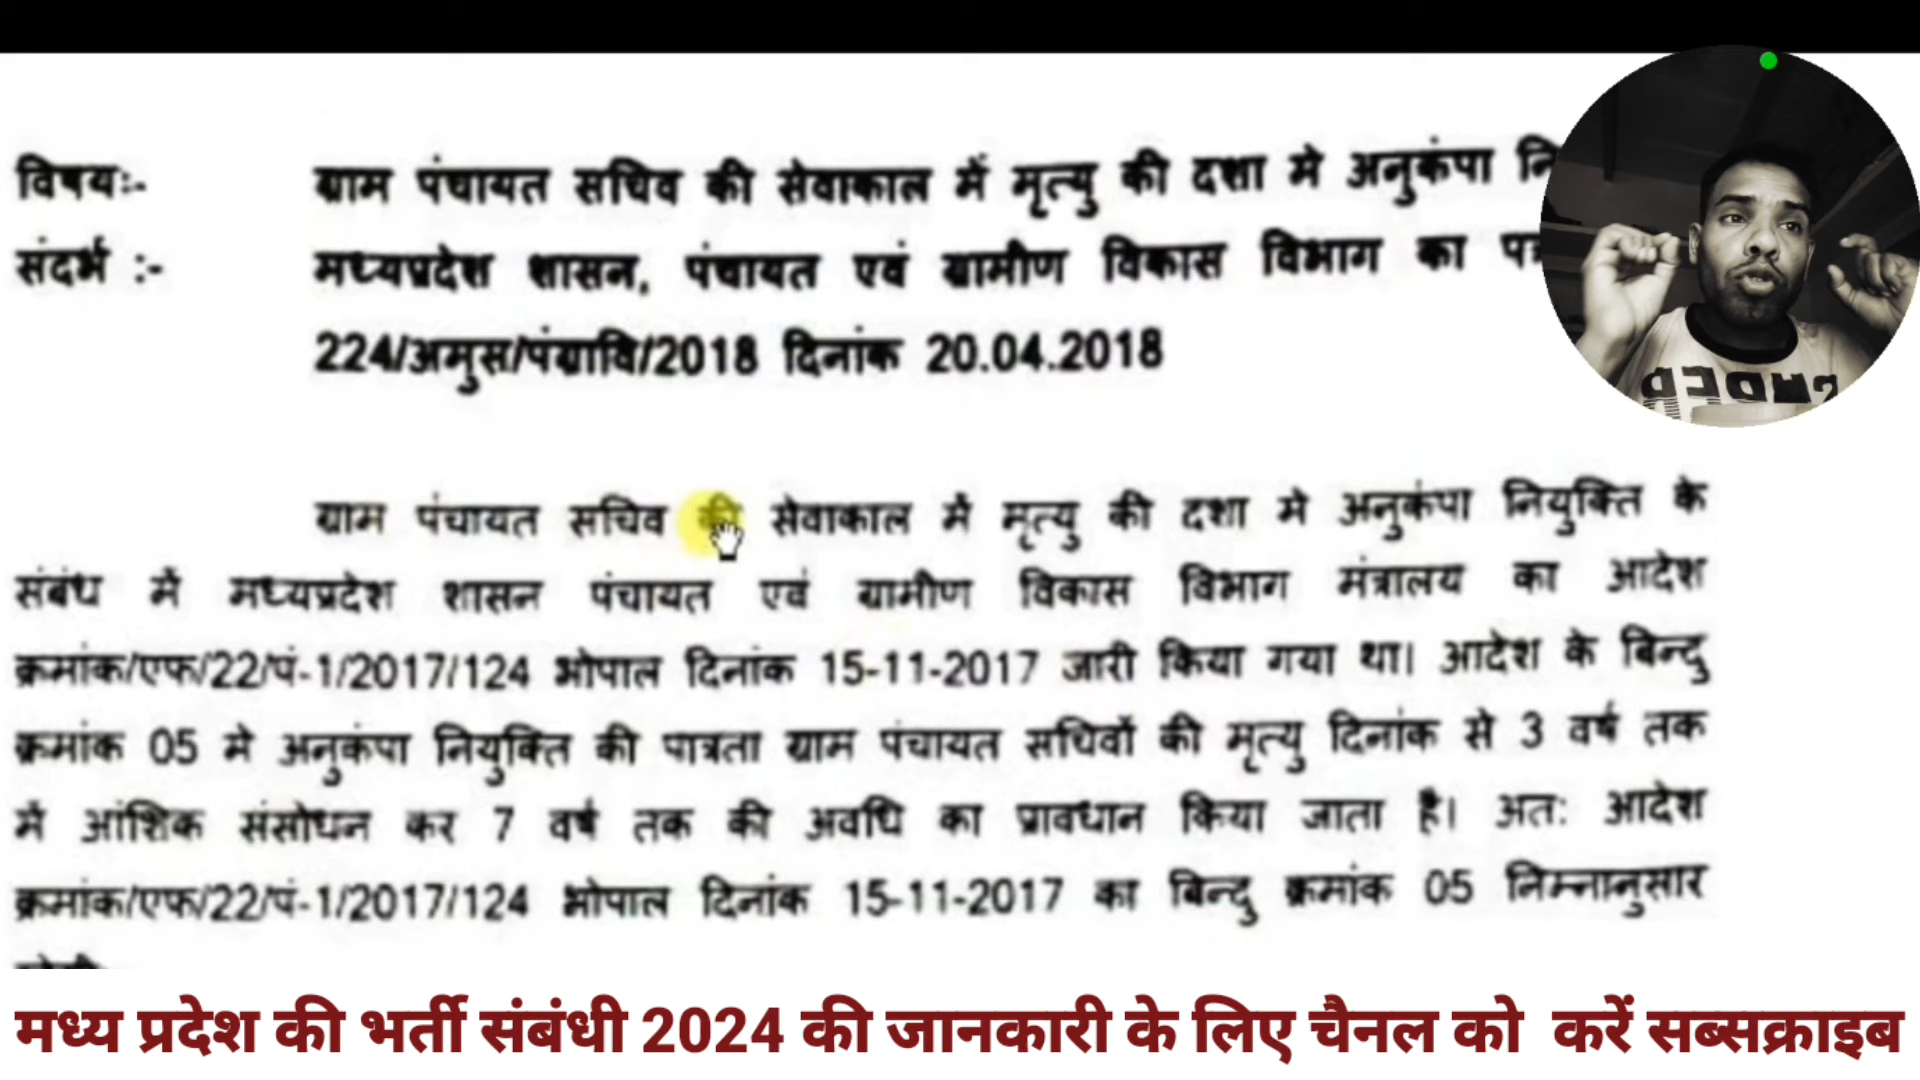 विषयः- ग्राम पंचायत सचिव की सेवाकाल में मृत्यु की दशा मे अनुकंपा नि
संदर्भ :- मध्यप्रदेश शासन, पंचायत एवं ग्रामीण विकास विभाग का पत्र
224/अमुस/पंग्रावि/2018 दिनांक 20.04.2018
ग्राम पंचायत सचिव की सेवाकाल में मृत्यु की दशा मे अनुकंपा नियुक्ति के
संबंध में मध्यप्रदेश शासन पंचायत एवं ग्रामीण विकास विभाग मंत्रालय का आदेश
क्रमांक/एफ/22/पं-1/2017/124 भोपाल दिनांक 15-11-2017 जारी किया गया था। आदेश के बिन्दु
क्रमांक 05 मे अनुकंपा नियुक्ति की पात्रता ग्राम पंचायत सचिवों की मृत्यु दिनांक से 3 वर्ष तक
में आंशिक संसोधन कर 7 वर्ष तक की अवधि का प्रावधान किया जाता है। अतः आदेश
क्रमांक/एफ/22/पं-1/2017/124 भोपाल दिनांक 15-11-2017 का बिन्दु क्रमांक 05 निम्नानुसार
मध्य प्रदेश की भर्ती संबंधी 2024 की जानकारी के लिए चैनल को करें सब्सक्राइब